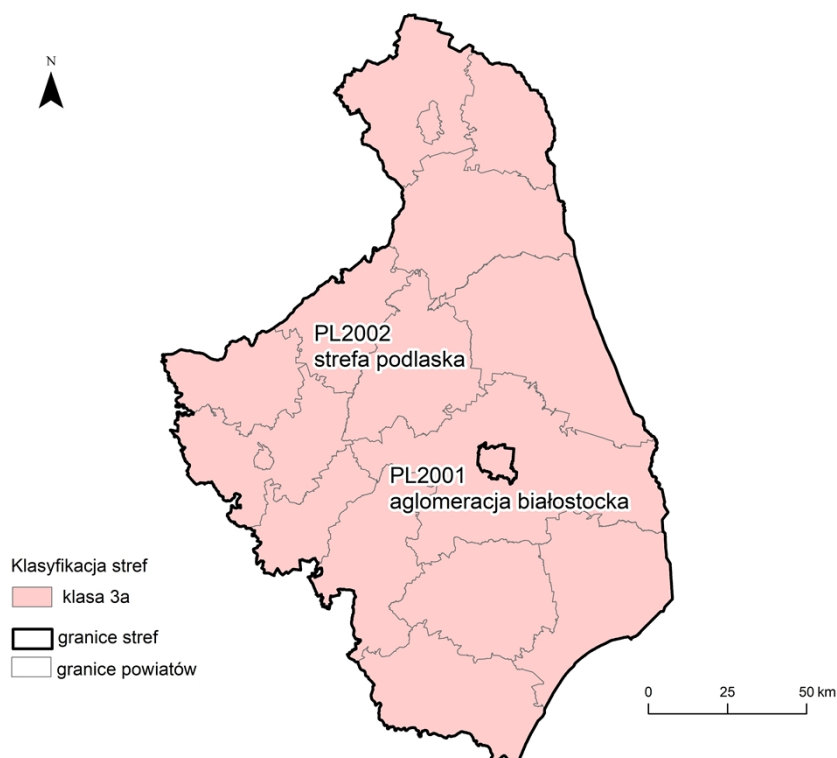 N
PL2002
strefa podlaska
PL2001
aglomeracja białostocka
Klasyfikacja stref
klasa 3a
granice stref
granice powiatów
0 25 50 km